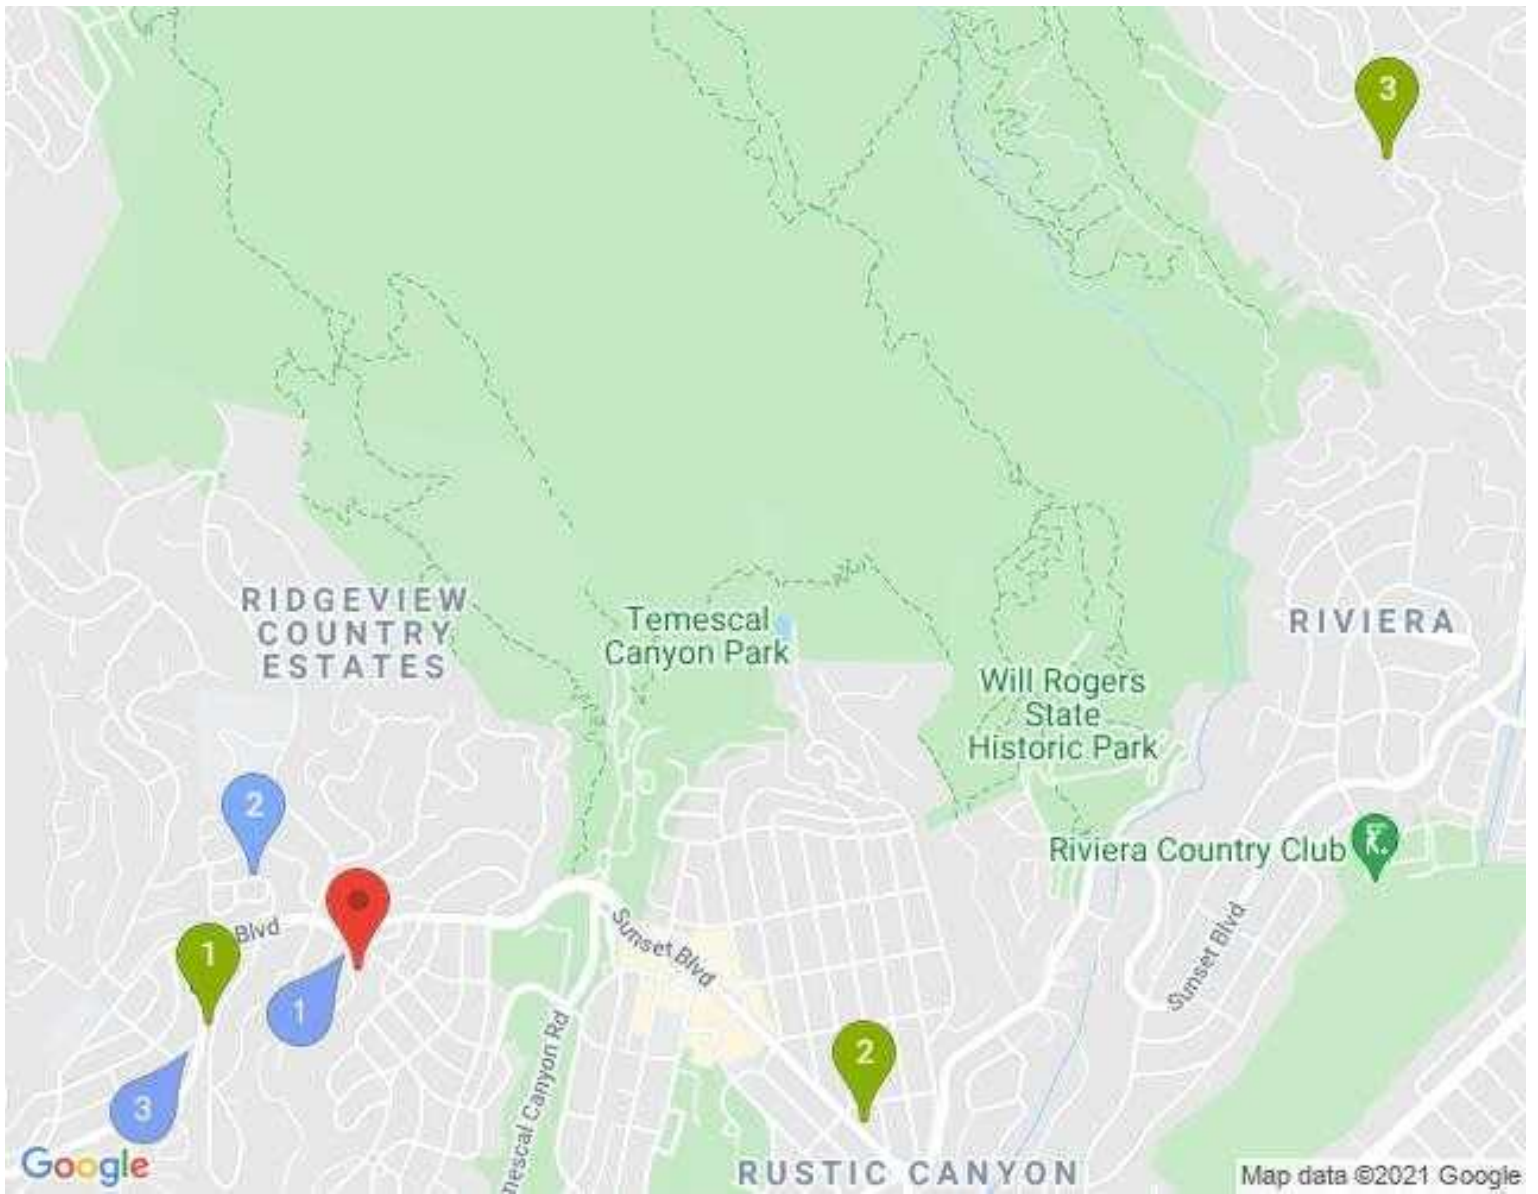 3
RIDGEVIEW
COUNTRY
ESTATES
Temescal
Canyon Park
RIVIERA
Will Rogers
State
Historic Park
2
Riviera Country Club
Blvd
1
Sunset Blvd
Sunset Blvd
1
2
3
mescal Canyon Rd
Google
RUSTIC CANYON
Map data ©2021 Google